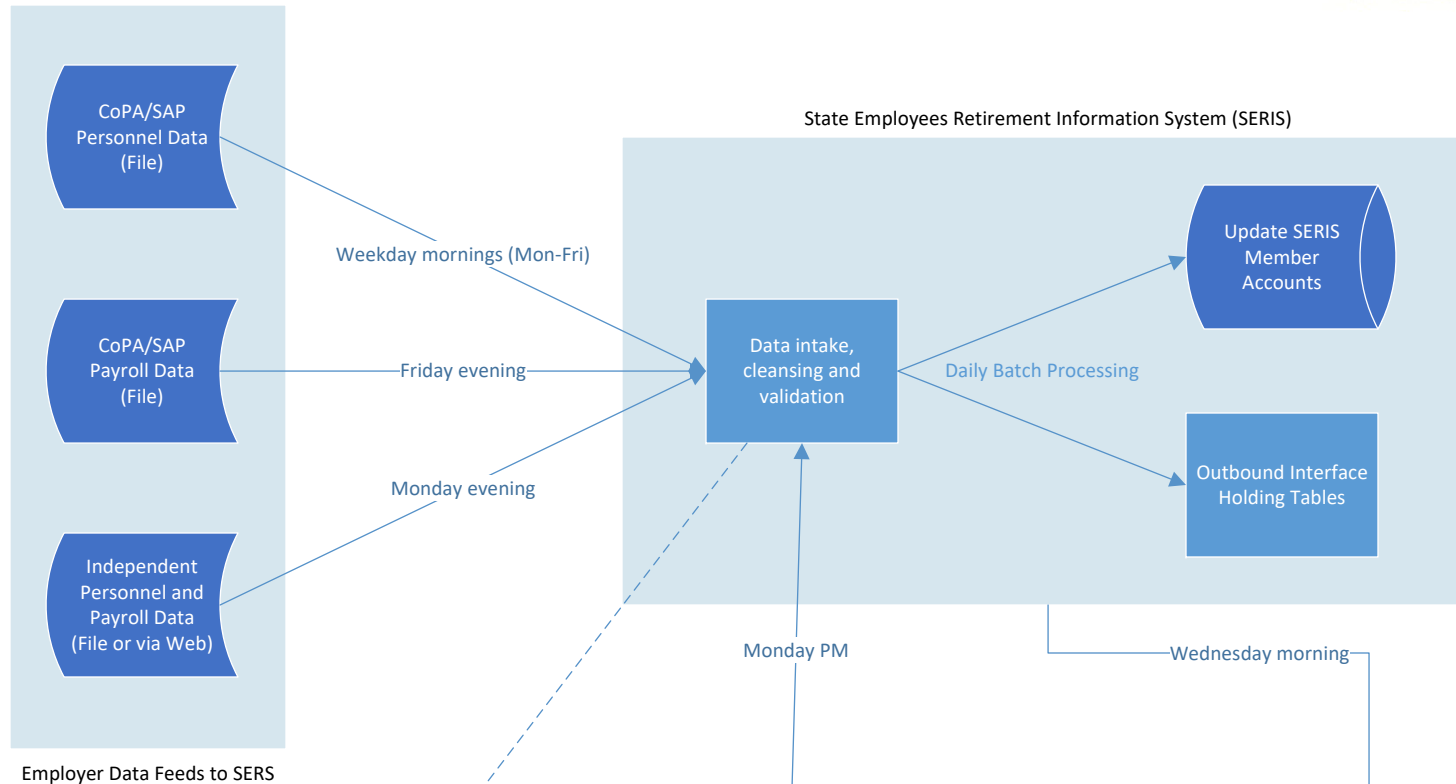 CoPA/SAP
Personnel Data
(File)
CoPA/SAP
Payroll Data
(File)
Independent
Personnel and
Payroll Data
(File or via Web)
Employer Data Feeds to SERS
Weekday mornings (Mon-Fri)
Friday evening
Monday evening
State Employees Retirement Information System (SERIS)
Data intake,
cleansing and
validation
Daily Batch Processing
Update SERIS
Member
Accounts
Outbound Interface
Holding Tables
Monday PM
Wednesday morning